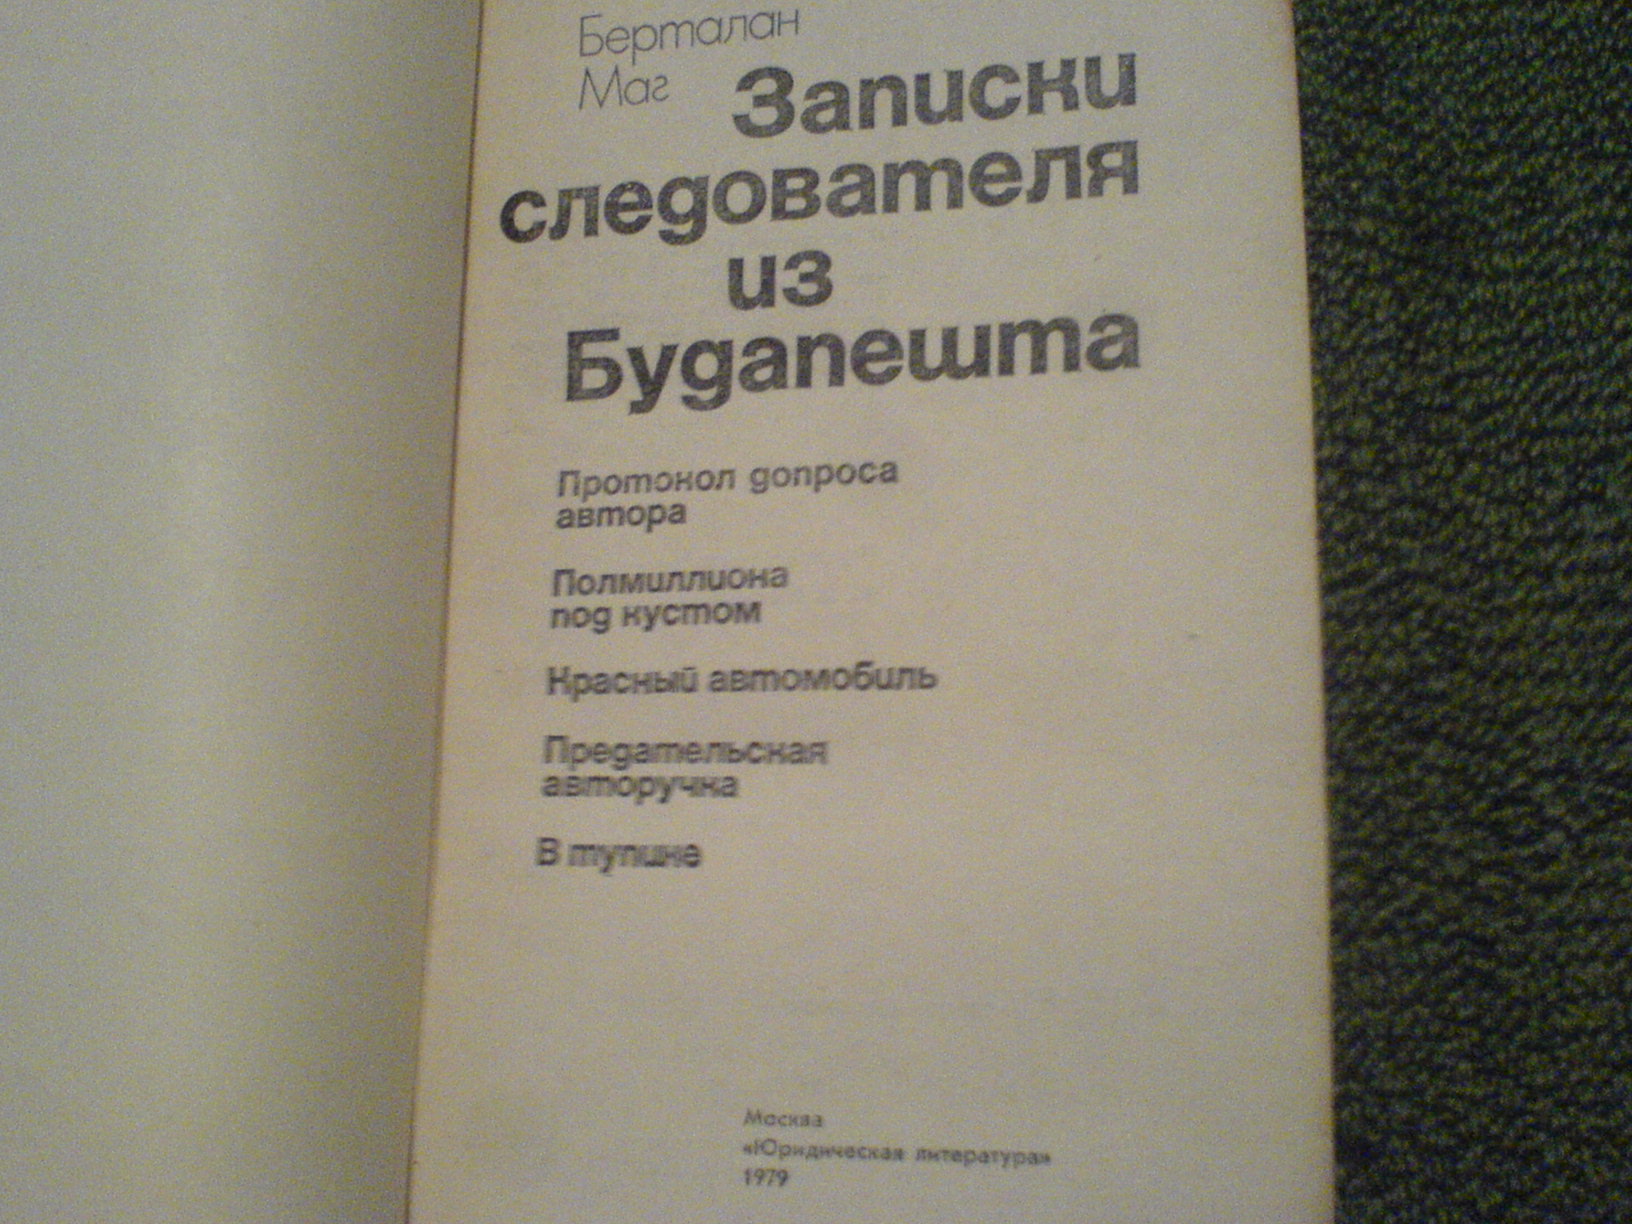 Берталан
Маг
Записки
следователя
из
Будапешта
Протокол допроса
автора
Полмиллиона
под кустом
Красный автомобиль
Предательская
авторучка
В тупике
Москва
«Юридическая литература»
1979